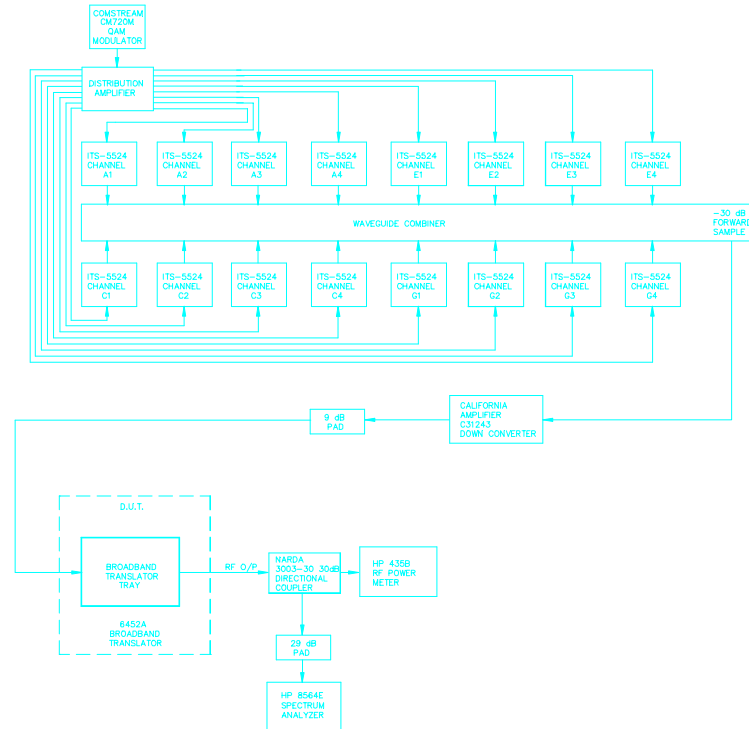 COMSTREAM
CM720M
QAM
MODULATOR
DISTRIBUTION
AMPLIFIER
ITS-5524
CHANNEL
A1
ITS-5524
CHANNEL
A2
ITS-5524
CHANNEL
A3
ITS-5524
CHANNEL
A4
ITS-5524
CHANNEL
E1
ITS-5524
CHANNEL
E2
ITS-5524
CHANNEL
E3
ITS-5524
CHANNEL
E4
WAVEGUIDE COMBINER
-30 dB
FORWARD
SAMPLE
ITS-5524
CHANNEL
C1
ITS-5524
CHANNEL
C2
ITS-5524
CHANNEL
C3
ITS-5524
CHANNEL
C4
ITS-5524
CHANNEL
G1
ITS-5524
CHANNEL
G2
ITS-5524
CHANNEL
G3
ITS-5524
CHANNEL
G4
9 dB
PAD
CALIFORNIA
AMPLIFIER
C31243
DOWN CONVERTER
D.U.T.
BROADBAND
TRANSLATOR
TRAY
RF O/P
6452A
BROADBAND
TRANSLATOR
NARDA
3003-30 30dB
DIRECTIONAL
COUPLER
HP 435B
RF POWER
METER
29 dB
PAD
HP 8564E
SPECTRUM
ANALYZER